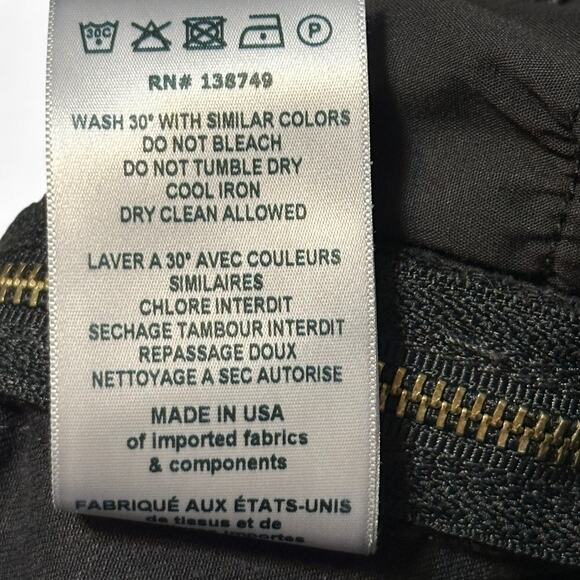 30C P
RN# 138749
WASH 30° WITH SIMILAR COLORS
DO NOT BLEACH
DO NOT TUMBLE DRY
COOL IRON
DRY CLEAN ALLOWED
LAVER A 30° AVEC COULEURS
SIMILAIRES
CHLORE INTERDIT
SECHAGE TAMBOUR INTERDIT
REPASSAGE DOUX
NETTOYAGE A SEC AUTORISE
MADE IN USA
of imported fabrics
& components
FABRIQUÉ AUX ÉTATS-UNIS
de tissus et de